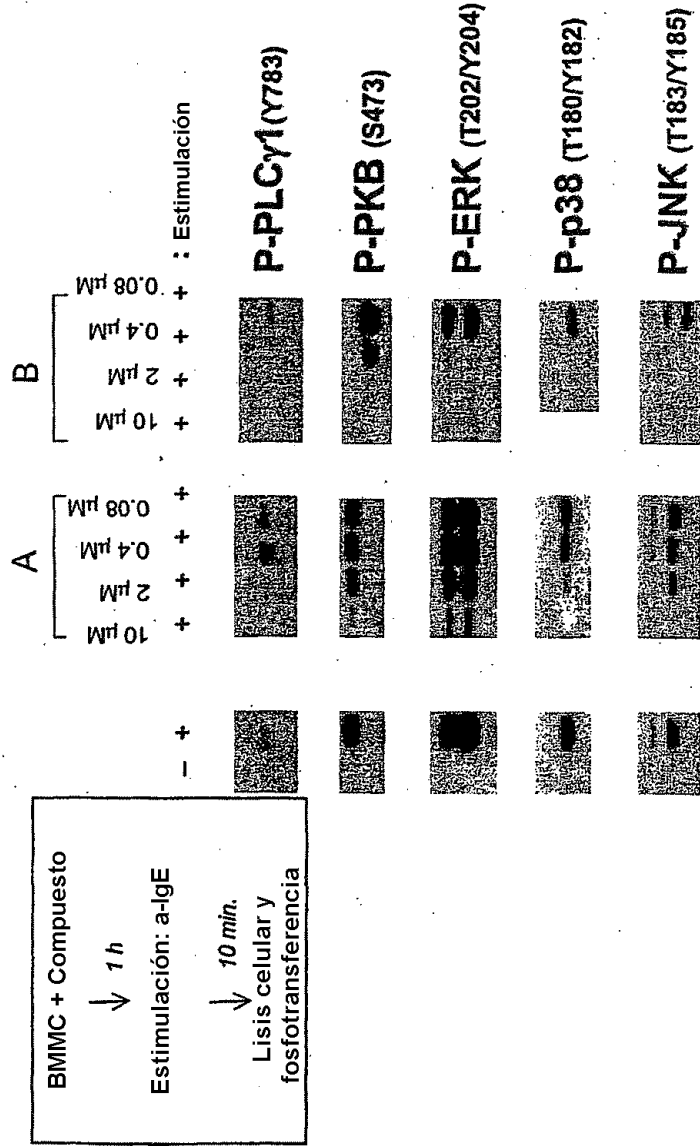 BMMC + Compuesto
1 h
Estimulación: a-IgE
10 min.
Lisis celular y
fosfotransferencia
A
B
10 µM 2 µM 0.4 µM 0.08 µM
10 µM 2 µM 0.4 µM 0.08 µM
– + + + + + + + + + : Estimulación
P-PLCγ1 (Y783)
P-PKB (S473)
P-ERK (T202/Y204)
P-p38 (T180/Y182)
P-JNK (T183/Y185)